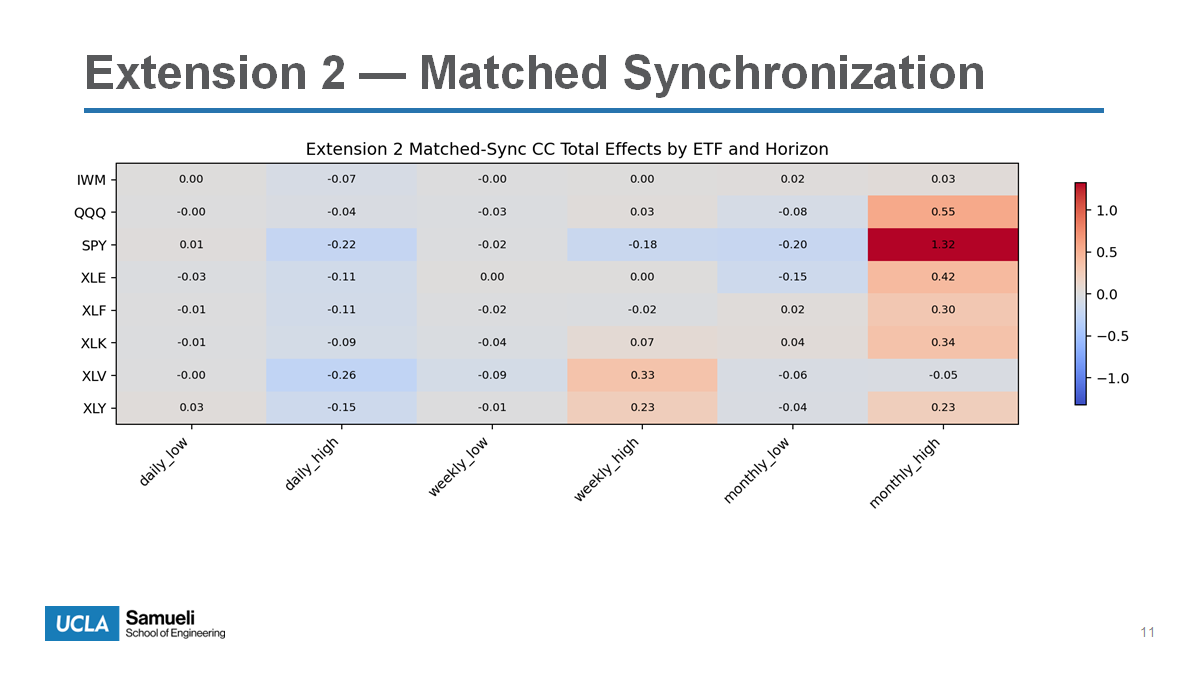 Extension 2 — Matched Synchronization
Extension 2 Matched-Sync CC Total Effects by ETF and Horizon
IWM 0.00 -0.07 -0.00 0.00 0.02 0.03
QQQ -0.00 -0.04 -0.03 0.03 -0.08 0.55
SPY 0.01 -0.22 -0.02 -0.18 -0.20 1.32
XLE -0.03 -0.11 0.00 0.00 -0.15 0.42
XLF -0.01 -0.11 -0.02 -0.02 0.02 0.30
XLK -0.01 -0.09 -0.04 0.07 0.04 0.34
XLV -0.00 -0.26 -0.09 0.33 -0.06 -0.05
XLY 0.03 -0.15 -0.01 0.23 -0.04 0.23
daily_low daily_high weekly_low weekly_high monthly_low monthly_high
1.0
0.5
0.0
−0.5
−1.0
UCLA Samueli
School of Engineering
11